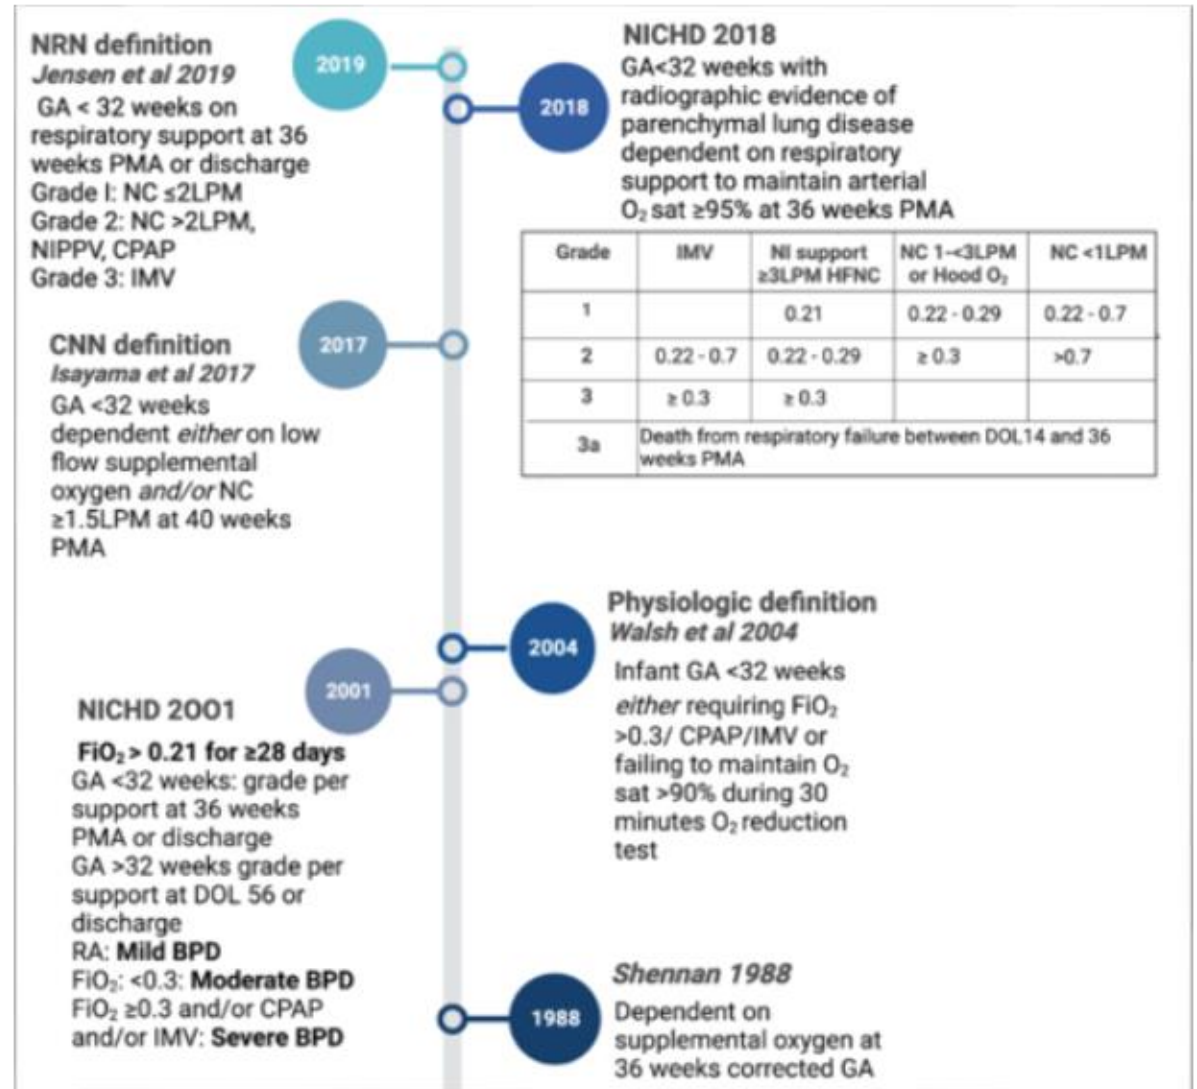 NRN definition
Jensen et al 2019
GA < 32 weeks on
respiratory support at 36
weeks PMA or discharge
Grade I: NC ≤2LPM
Grade 2: NC >2LPM,
NIPPV, CPAP
Grade 3: IMV
2019
2018
NICHD 2018
GA<32 weeks with
radiographic evidence of
parenchymal lung disease
dependent on respiratory
support to maintain arterial
O₂ sat ≥95% at 36 weeks PMA
Grade IMV NI support ≥3LPM HFNC NC 1-<3LPM or Hood O₂ NC <1LPM
1 0.21 0.22 - 0.29 0.22 - 0.7
2 0.22 - 0.7 0.22 - 0.29 ≥ 0.3 >0.7
3 ≥ 0.3 ≥ 0.3
3a Death from respiratory failure between DOL14 and 36
weeks PMA
2017
CNN definition
Isayama et al 2017
GA <32 weeks
dependent either on low
flow supplemental
oxygen and/or NC
≥1.5LPM at 40 weeks
PMA
2004
Physiologic definition
Walsh et al 2004
Infant GA <32 weeks
either requiring FiO₂
>0.3/ CPAP/IMV or
failing to maintain O₂
sat >90% during 30
minutes O₂ reduction
test
2001
NICHD 2OO1
FiO₂ > 0.21 for ≥28 days
GA <32 weeks: grade per
support at 36 weeks
PMA or discharge
GA >32 weeks grade per
support at DOL 56 or
discharge
RA: Mild BPD
FiO₂: <0.3: Moderate BPD
FiO₂ ≥0.3 and/or CPAP
and/or IMV: Severe BPD
1988
Shennan 1988
Dependent on
supplemental oxygen at
36 weeks corrected GA